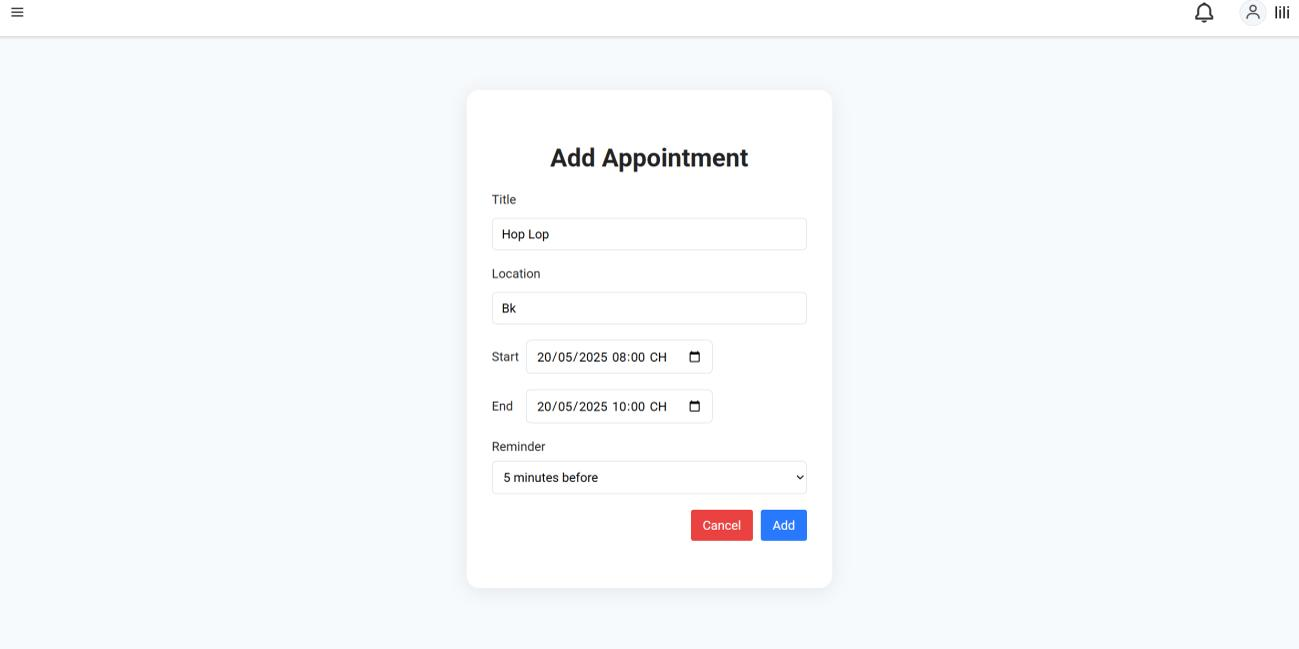 lili
Add Appointment
Title
Hop Lop
Location
Bk
Start 20/05/2025 08:00 CH
End 20/05/2025 10:00 CH
Reminder
5 minutes before
Cancel Add